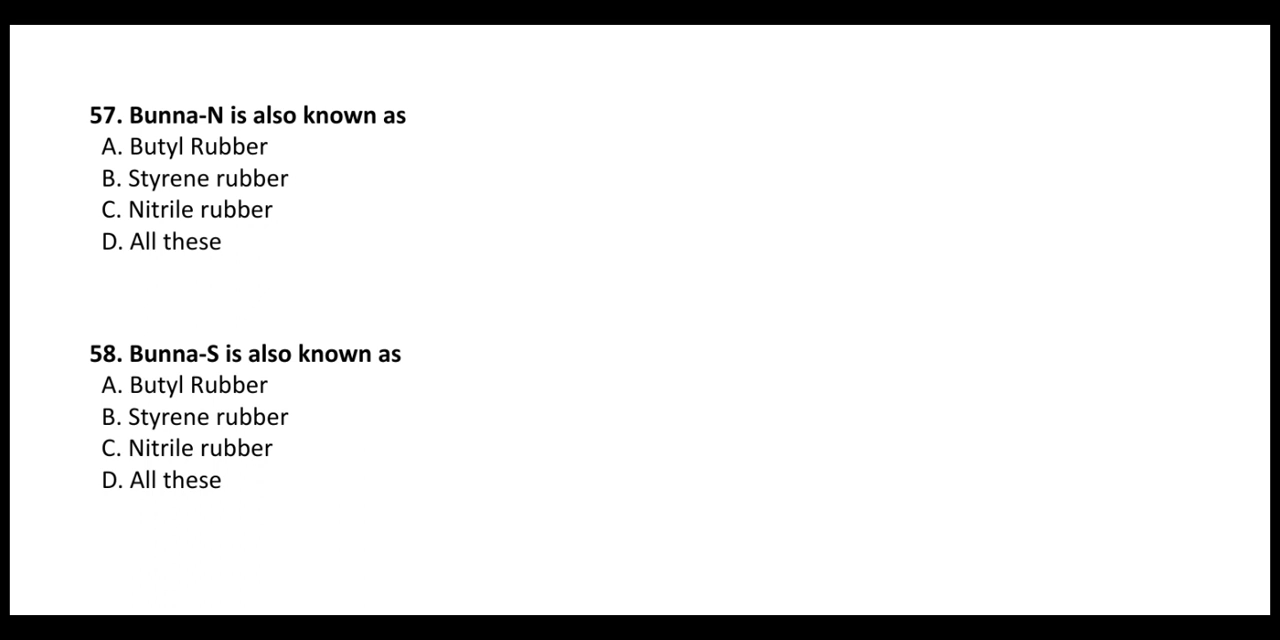 57. Bunna-N is also known as
A. Butyl Rubber
B. Styrene rubber
C. Nitrile rubber
D. All these
58. Bunna-S is also known as
A. Butyl Rubber
B. Styrene rubber
C. Nitrile rubber
D. All these